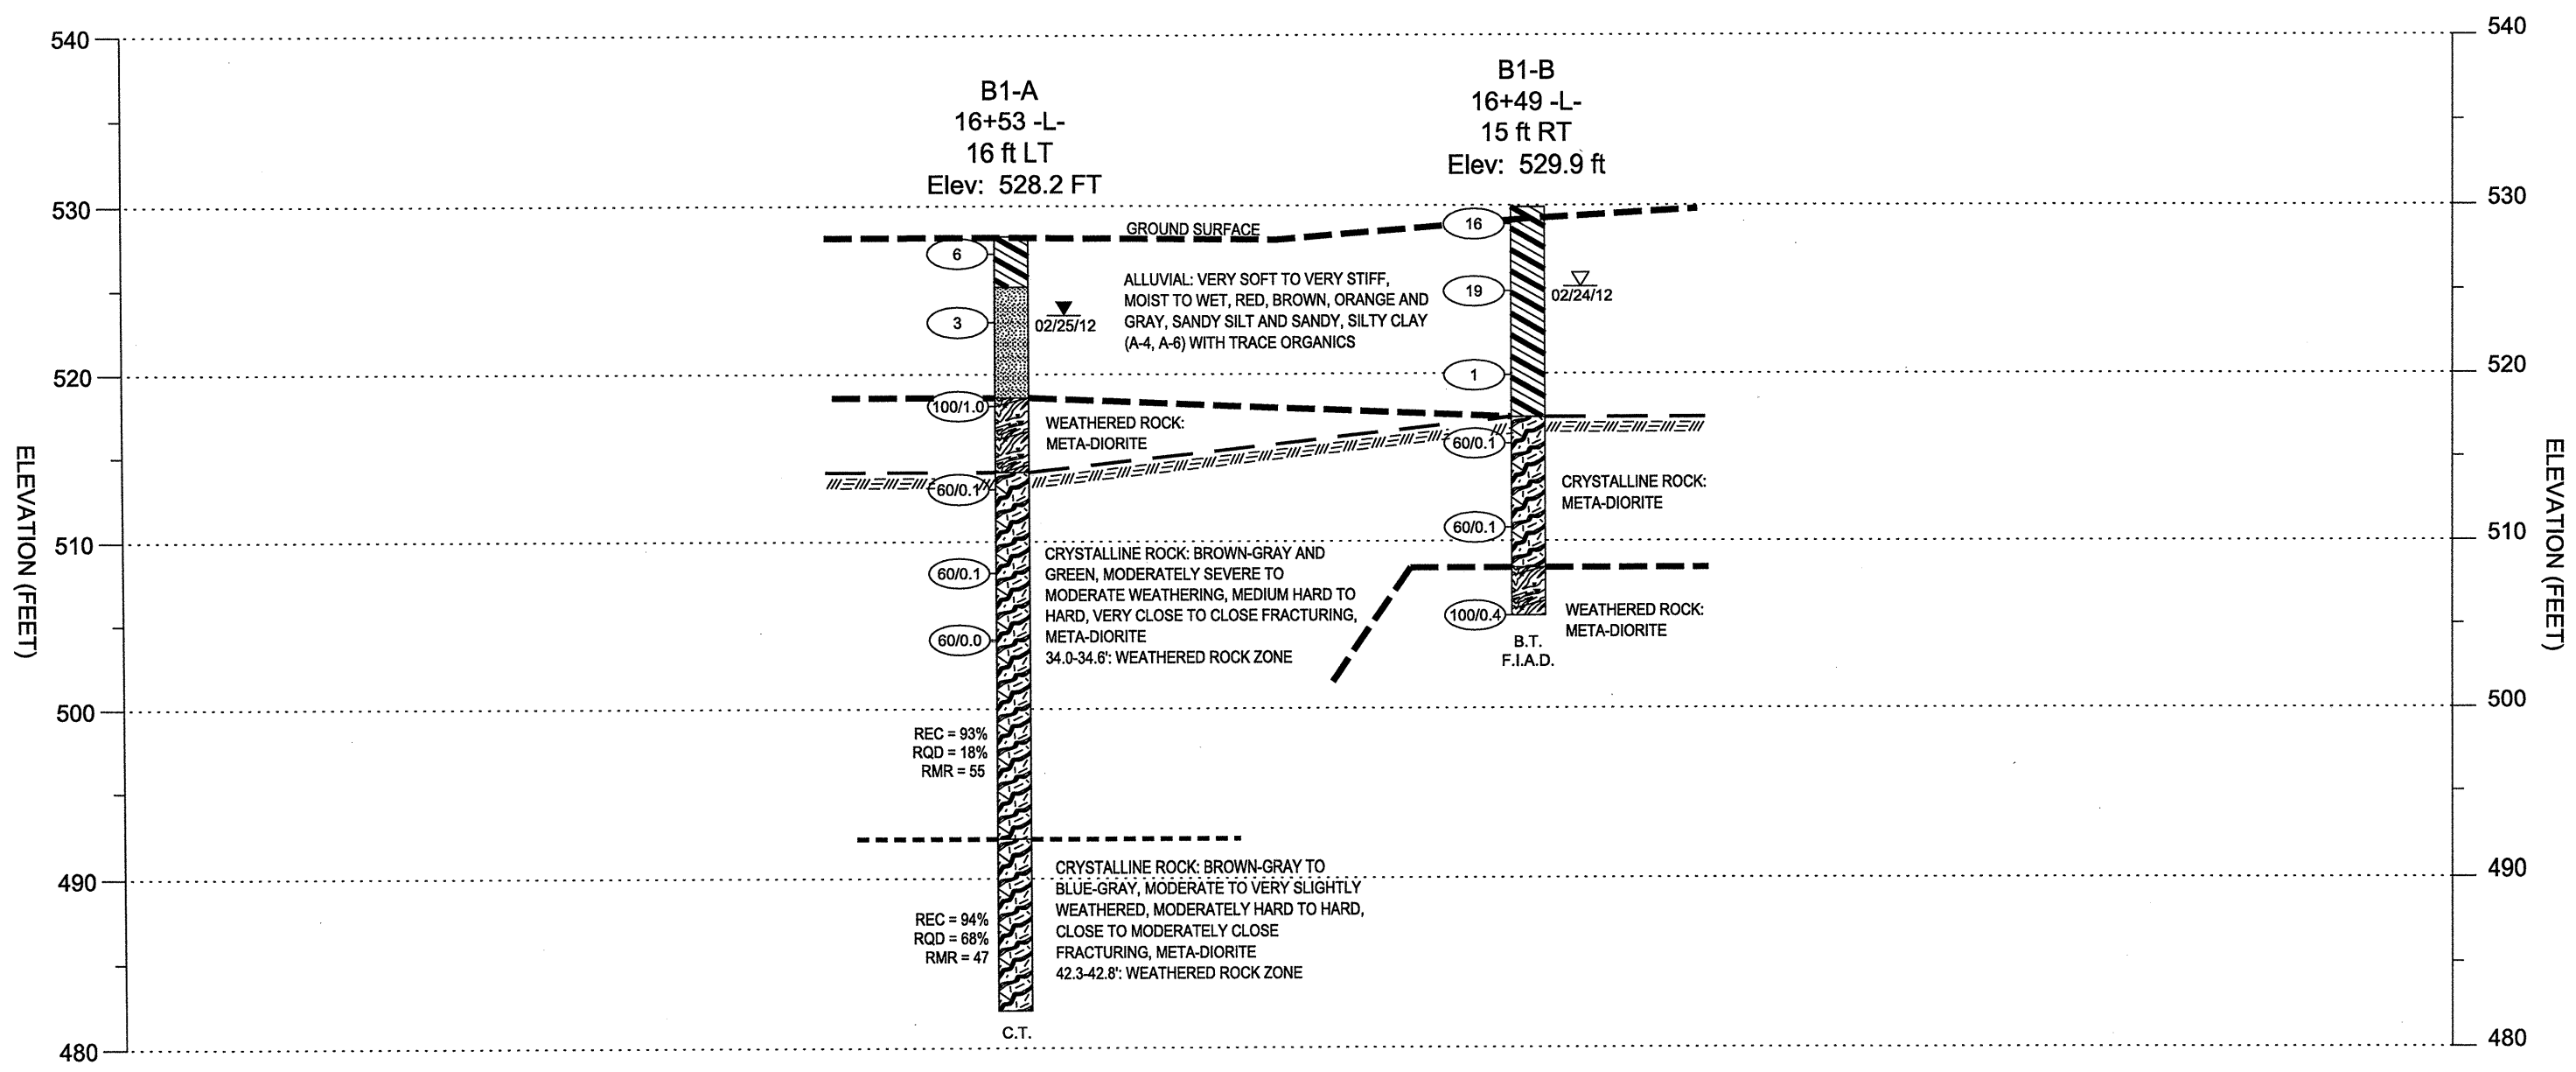 540
530
520
510
500
490
480
ELEVATION (FEET)
B1-A
16+53 -L-
16 ft LT
Elev: 528.2 FT
6
3
100/1.0
60/0.1
60/0.1
60/0.0
02/25/12
REC = 93%
RQD = 18%
RMR = 55
REC = 94%
RQD = 68%
RMR = 47
C.T.
GROUND SURFACE
ALLUVIAL: VERY SOFT TO VERY STIFF,
MOIST TO WET, RED, BROWN, ORANGE AND
GRAY, SANDY SILT AND SANDY, SILTY CLAY
(A-4, A-6) WITH TRACE ORGANICS
WEATHERED ROCK:
META-DIORITE
CRYSTALLINE ROCK: BROWN-GRAY AND
GREEN, MODERATELY SEVERE TO
MODERATE WEATHERING, MEDIUM HARD TO
HARD, VERY CLOSE TO CLOSE FRACTURING,
META-DIORITE
34.0-34.6': WEATHERED ROCK ZONE
CRYSTALLINE ROCK: BROWN-GRAY TO
BLUE-GRAY, MODERATE TO VERY SLIGHTLY
WEATHERED, MODERATELY HARD TO HARD,
CLOSE TO MODERATELY CLOSE
FRACTURING, META-DIORITE
42.3-42.8': WEATHERED ROCK ZONE
B1-B
16+49 -L-
15 ft RT
Elev: 529.9 ft
16
19
1
60/0.1
60/0.1
100/0.4
02/24/12
CRYSTALLINE ROCK:
META-DIORITE
WEATHERED ROCK:
META-DIORITE
B.T.
F.I.A.D.
540
530
520
510
500
490
480
ELEVATION (FEET)